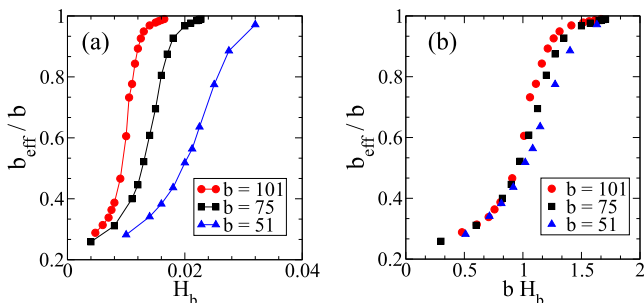 (a)
b_eff / b
1
0.8
0.6
0.4
0.2
b = 101
b = 75
b = 51
0
0.02
0.04
H_b
(b)
b_eff / b
1
0.8
0.6
0.4
0.2
b = 101
b = 75
b = 51
0
0.5
1
1.5
2
b H_b